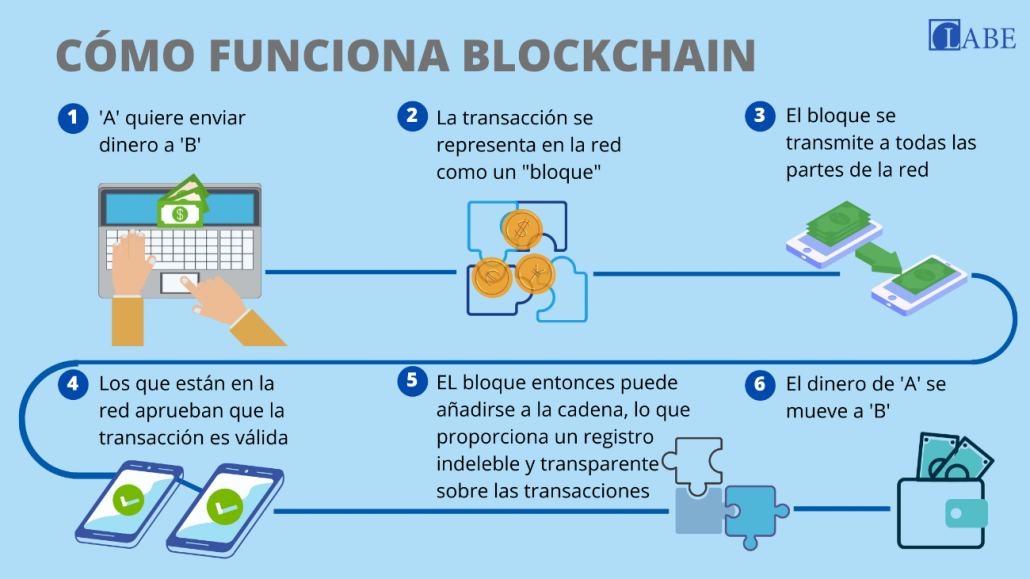 CÓMO FUNCIONA BLOCKCHAIN
IABE
1
'A' quiere enviar
dinero a 'B'
2
La transacción se
representa en la red
como un "bloque"
3
El bloque se
transmite a todas las
partes de la red
4
Los que están en la
red aprueban que la
transacción es válida
5
EL bloque entonces puede
añadirse a la cadena, lo que
proporciona un registro
indeleble y transparente
sobre las transacciones
6
El dinero de 'A' se
mueve a 'B'